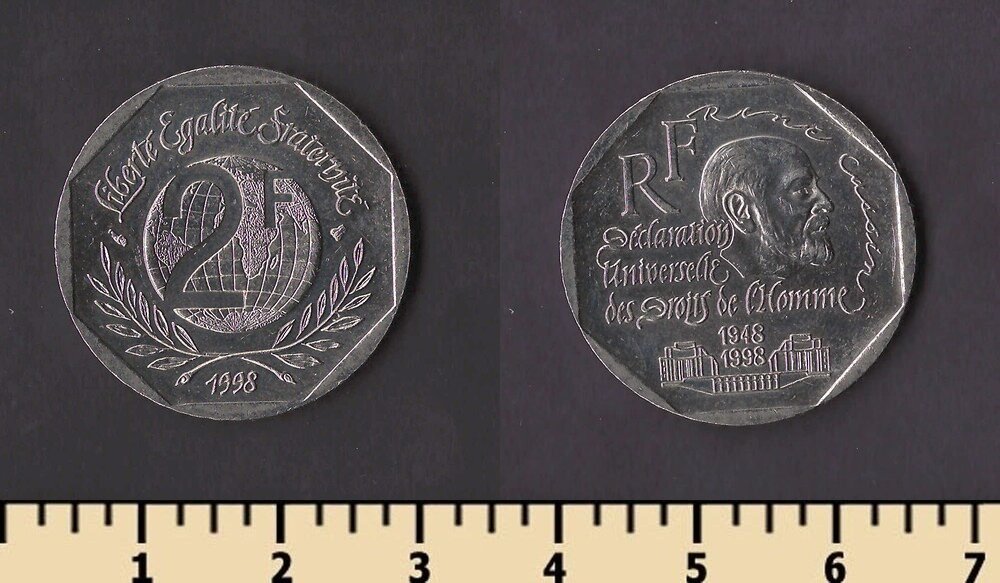 Liberté Egalité Fraternité
2F
1998
René Cassin
RF
Déclaration
Universelle
des Droits de l'Homme
1948
1998
1 2 3 4 5 6 7